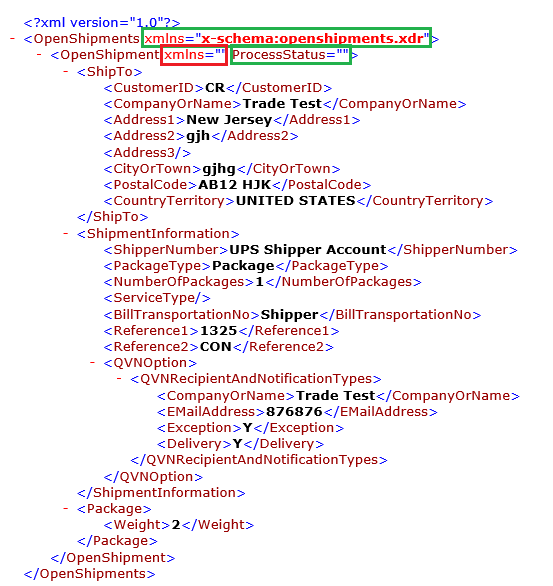 <?xml version="1.0"?>
- <OpenShipments xmlns="x-schema:openshipments.xdr">
- <OpenShipment xmlns="" ProcessStatus="">
- <ShipTo>
<CustomerID>CR</CustomerID>
<CompanyOrName>Trade Test</CompanyOrName>
<Address1>New Jersey</Address1>
<Address2>gjh</Address2>
<Address3/>
<CityOrTown>gjhg</CityOrTown>
<PostalCode>AB12 HJK</PostalCode>
<CountryTerritory>UNITED STATES</CountryTerritory>
</ShipTo>
- <ShipmentInformation>
<ShipperNumber>UPS Shipper Account</ShipperNumber>
<PackageType>Package</PackageType>
<NumberOfPackages>1</NumberOfPackages>
<ServiceType/>
<BillTransportationNo>Shipper</BillTransportationNo>
<Reference1>1325</Reference1>
<Reference2>CON</Reference2>
- <QVNOption>
- <QVNRecipientAndNotificationTypes>
<CompanyOrName>Trade Test</CompanyOrName>
<EMailAddress>876876</EMailAddress>
<Exception>Y</Exception>
<Delivery>Y</Delivery>
</QVNRecipientAndNotificationTypes>
</QVNOption>
</ShipmentInformation>
- <Package>
<Weight>2</Weight>
</Package>
</OpenShipment>
</OpenShipments>